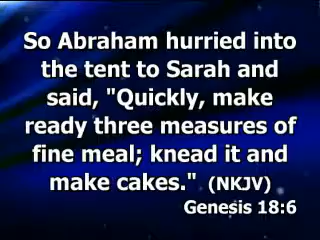 So Abraham hurried into
the tent to Sarah and
said, "Quickly, make
ready three measures of
fine meal; knead it and
make cakes." (NKJV)
Genesis 18:6